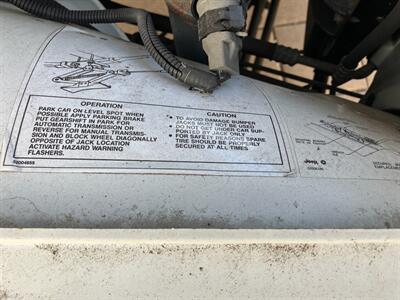 OPERATION
PARK CAR ON LEVEL SPOT WHEN
POSSIBLE APPLY PARKING BRAKE
PUT GEARSHIFT IN PARK FOR
AUTOMATIC TRANSMISSION OR
REVERSE FOR MANUAL TRANSMIS-
SION AND BLOCK WHEEL DIAGONALLY
OPPOSITE OF JACK LOCATION
ACTIVATE HAZARD WARNING
FLASHERS.
CAUTION
• TO AVOID DAMAGE BUMPER
JACKS MUST NOT BE USED
• DO NOT GET UNDER CAR SUP-
PORTED BY JACK ONLY
• FOR SAFETY REASONS SPARE
TIRE SHOULD BE PROPERLY
SECURED AT ALL TIMES